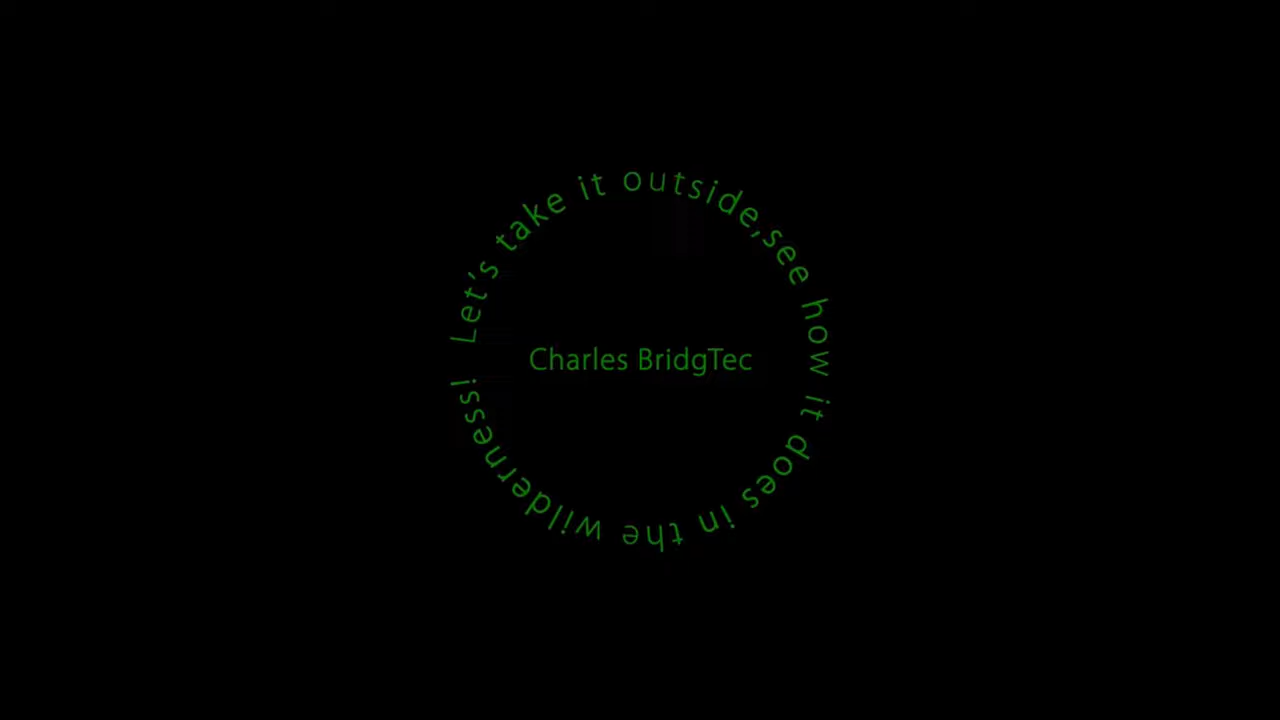 Let's take it outside,see how it does in the wilderness!
Charles BridgTec